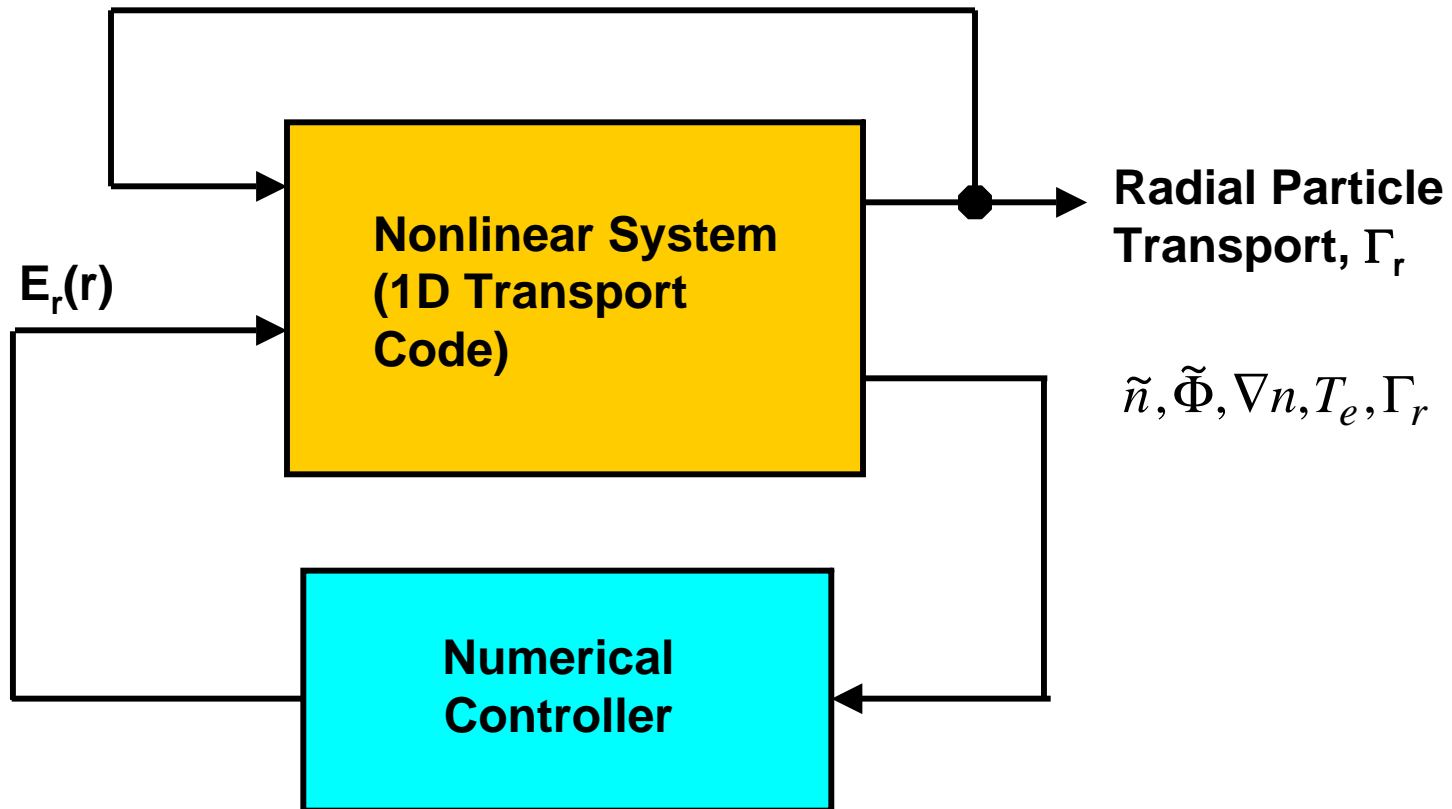 Radial Particle
Transport, Γr
Nonlinear System
(1D Transport
Code)
Er(r)
ñ, Φ̃, ∇n, Te, Γr
Numerical
Controller